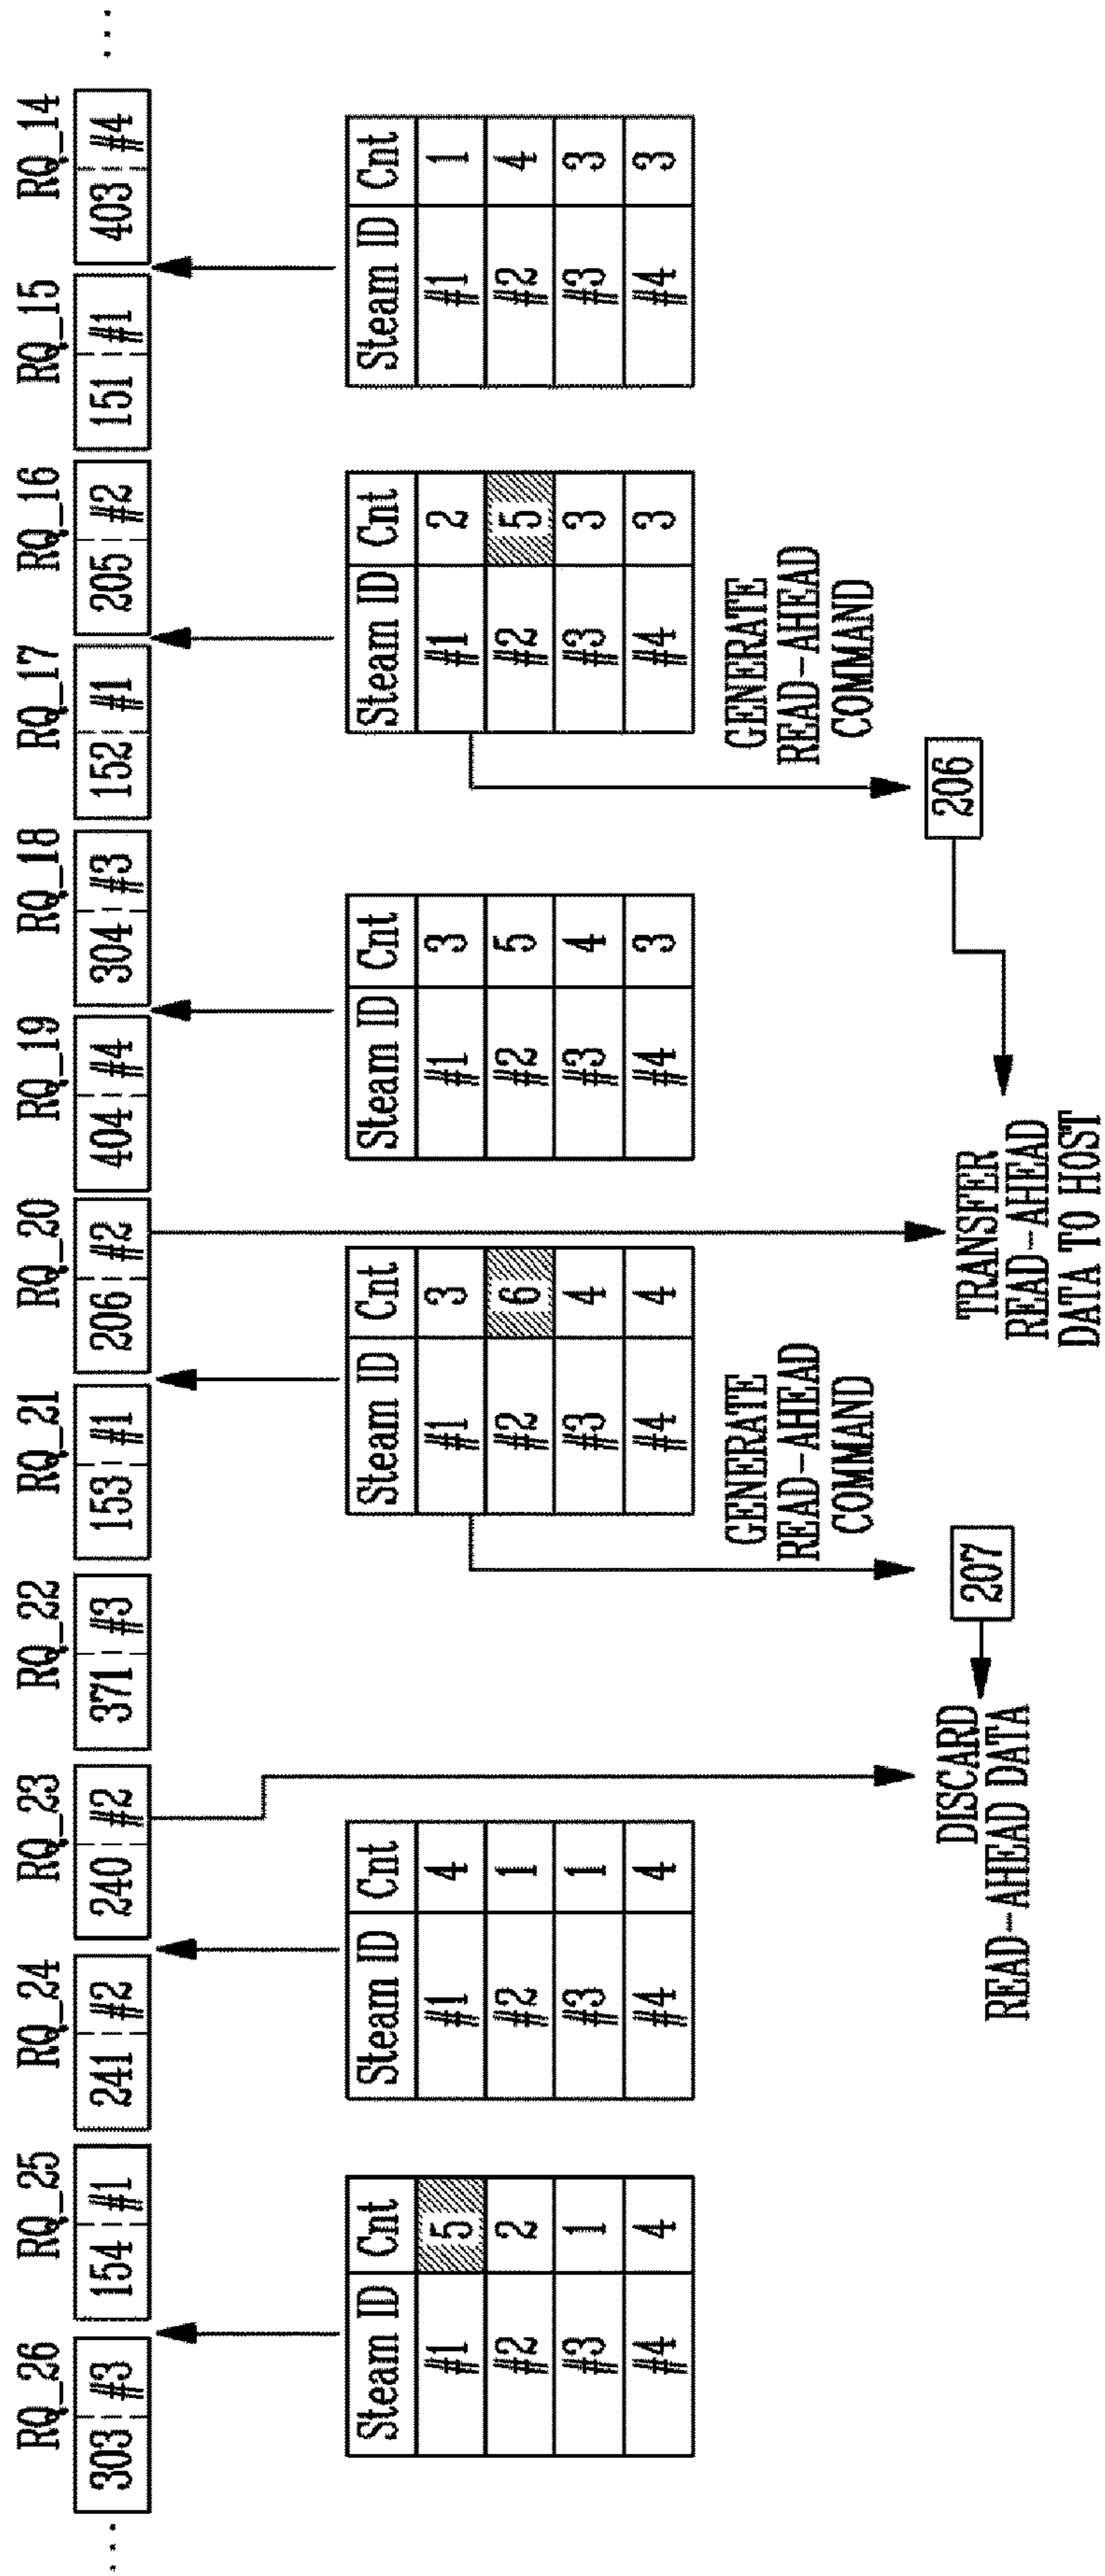 RQ_26 RQ_25 RQ_24 RQ_23 RQ_22 RQ_21 RQ_20 RQ_19 RQ_18 RQ_17 RQ_16 RQ_15 RQ_14
... 303 #3 154 #1 241 #2 240 #2 371 #3 153 #1 206 #2 404 #4 304 #3 152 #1 205 #2 151 #1 403 #4 ...
Steam ID Cnt
#1 5
#2 2
#3 1
#4 4
Steam ID Cnt
#1 4
#2 1
#3 1
#4 4
Steam ID Cnt
#1 3
#2 6
#3 4
#4 4
Steam ID Cnt
#1 3
#2 5
#3 4
#4 3
Steam ID Cnt
#1 2
#2 5
#3 3
#4 3
Steam ID Cnt
#1 1
#2 4
#3 3
#4 3
GENERATE
READ-AHEAD
COMMAND
GENERATE
READ-AHEAD
COMMAND
207
206
DISCARD
READ-AHEAD DATA
TRANSFER
READ-AHEAD
DATA TO HOST